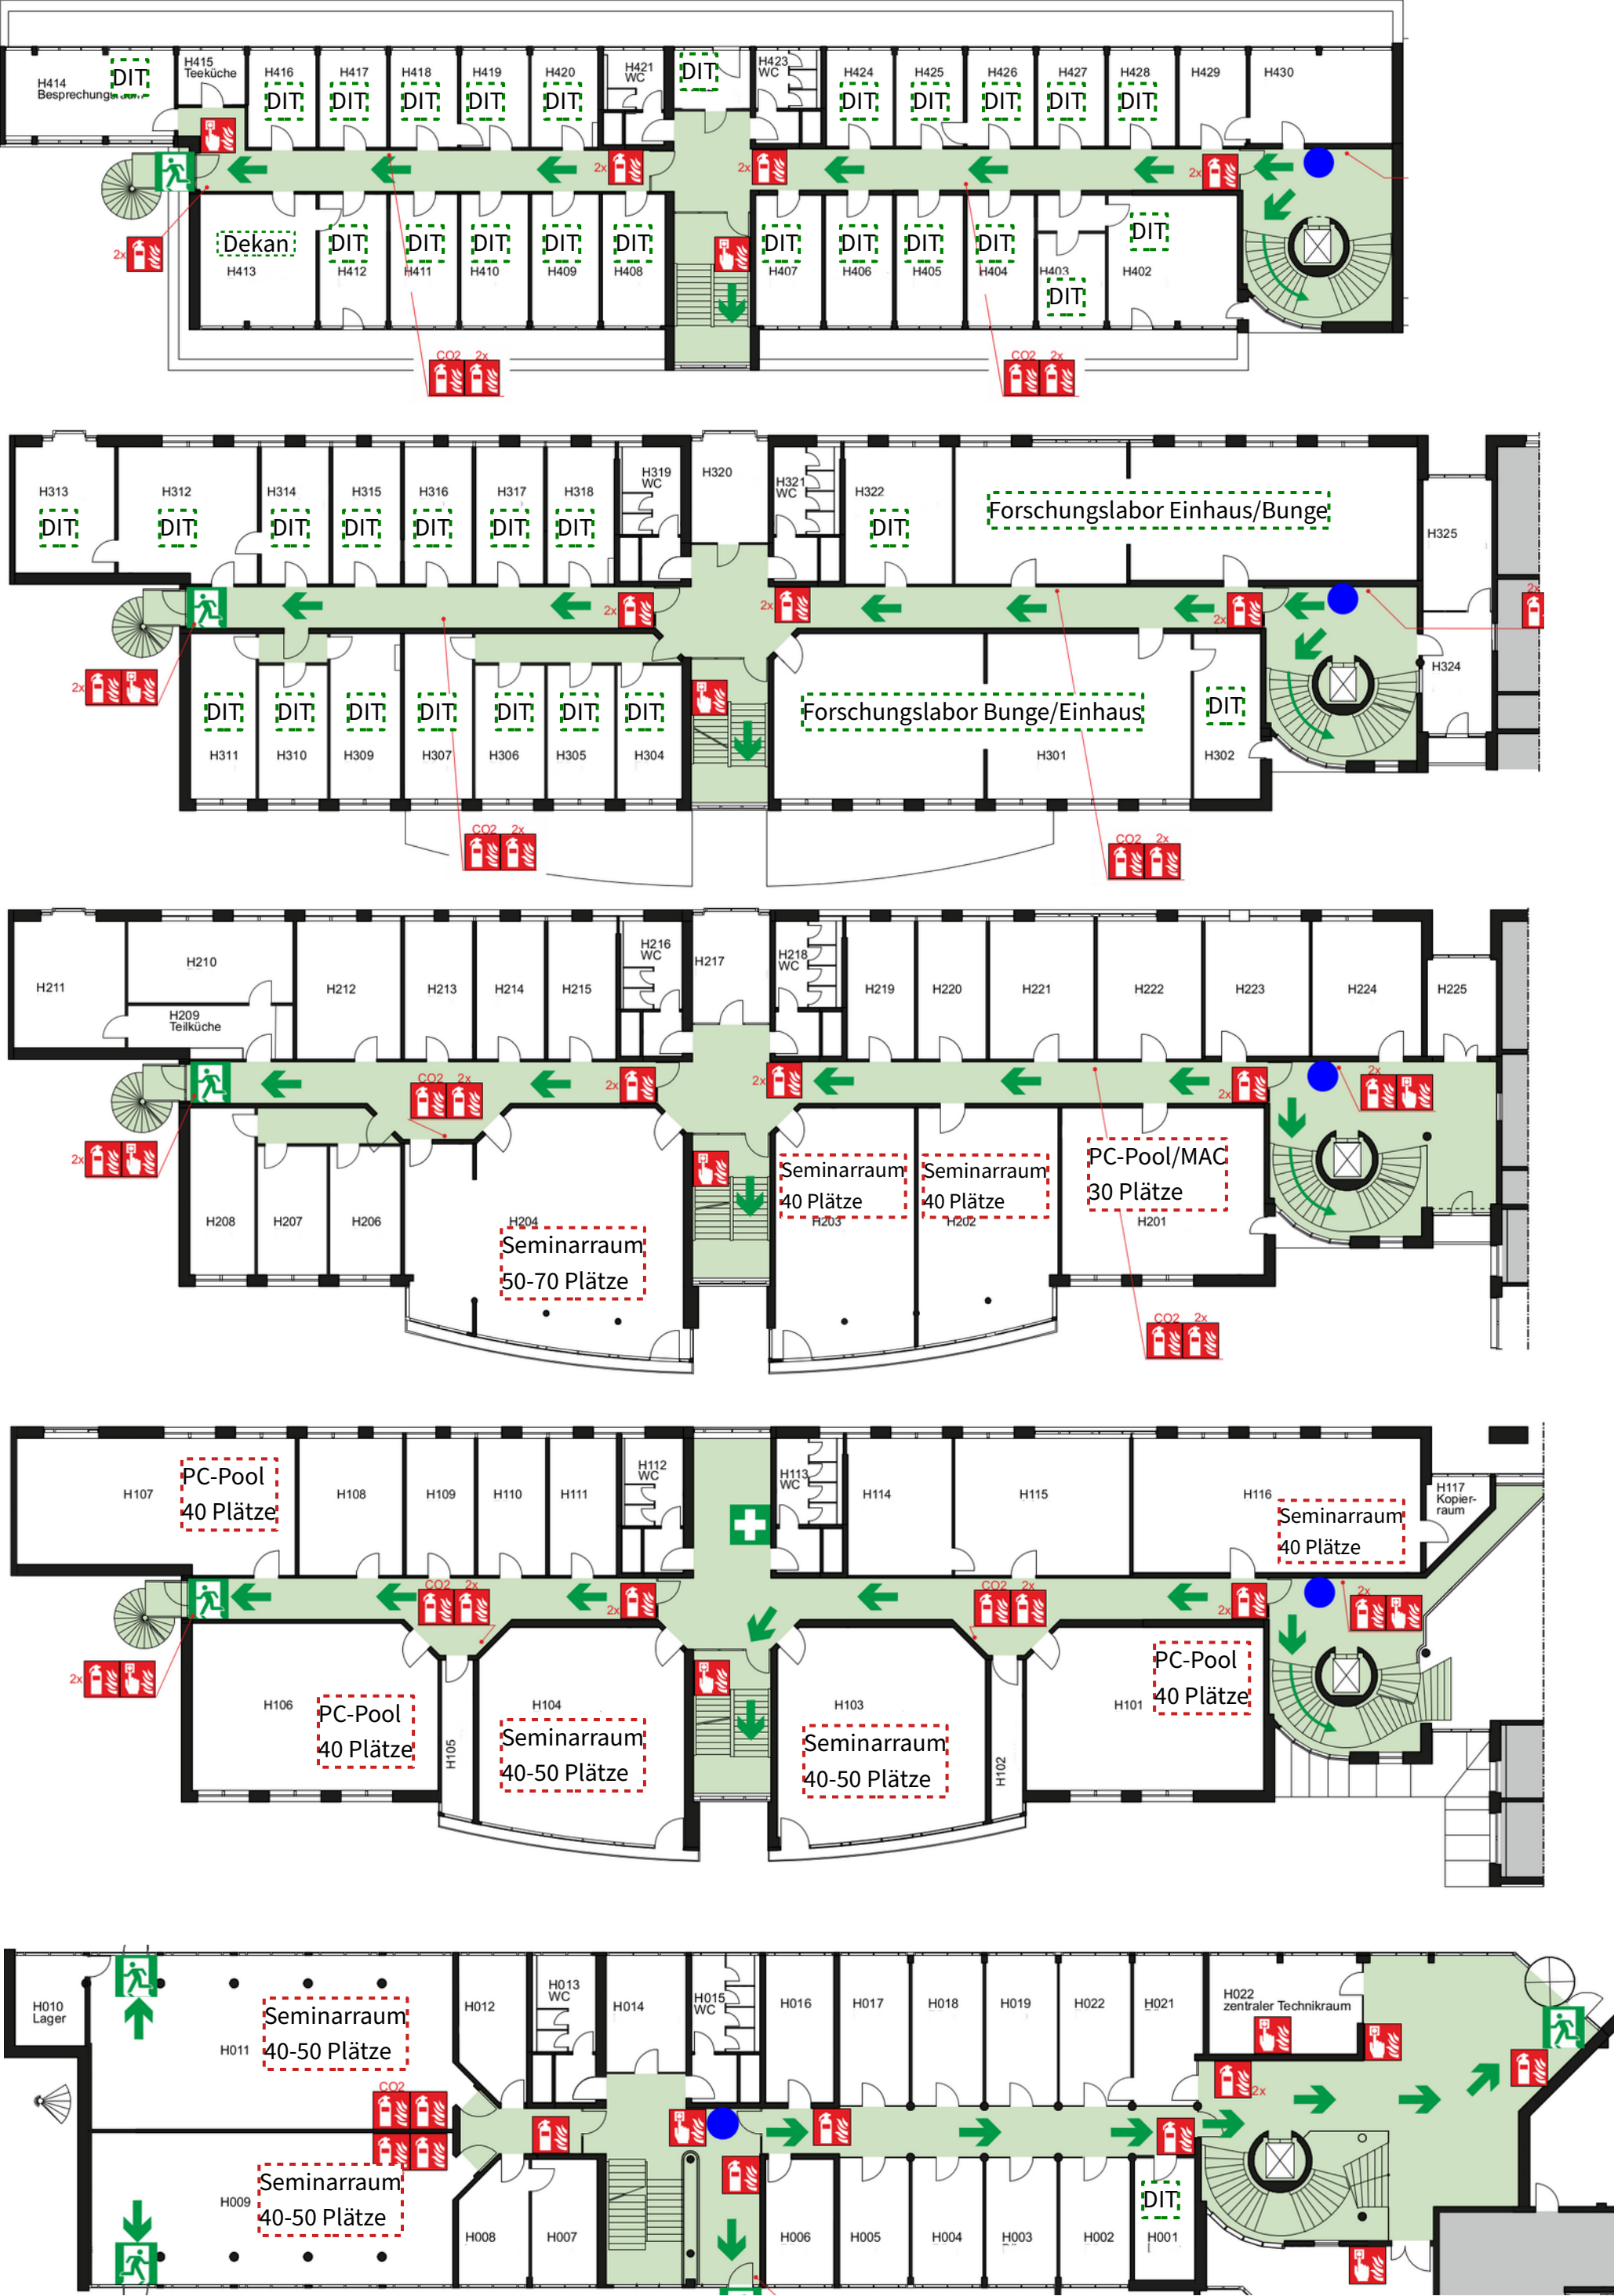 H414
Besprechungs
DIT
H415
Teeküche
H416
DIT
H417
DIT
H418
DIT
H419
DIT
H420
DIT
H421
WC
DIT
H423
WC
H424
DIT
H425
DIT
H426
DIT
H427
DIT
H428
DIT
H429
H430
2x
2x
2x
2x
Dekan
H413
DIT
H412
DIT
H411
DIT
H410
DIT
H409
DIT
H408
DIT
H407
DIT
H406
DIT
H405
DIT
H404
H403
DIT
DIT
H402
CO2 2x
CO2 2x
H313
DIT
H312
DIT
H314
DIT
H315
DIT
H316
DIT
H317
DIT
H318
DIT
H319
WC
H320
H321
WC
H322
DIT
Forschungslabor Einhaus/Bunge
H325
2x
2x
2x
2x
2x
H324
DIT
H311
DIT
H310
DIT
H309
DIT
H307
DIT
H306
DIT
H305
DIT
H304
Forschungslabor Bunge/Einhaus
H301
DIT
H302
CO2 2x
CO2 2x
H211
H210
H209
Teilküche
H212
H213
H214
H215
H216
WC
H217
H218
WC
H219
H220
H221
H222
H223
H224
H225
CO2 2x
2x
2x
2x
2x
2x
H208
H207
H206
H204
Seminarraum
50-70 Plätze
Seminarraum
40 Plätze
H203
Seminarraum
40 Plätze
H202
PC-Pool/MAC
30 Plätze
H201
CO2 2x
H107
PC-Pool
40 Plätze
H108
H109
H110
H111
H112
WC
H113
WC
H114
H115
H116
Seminarraum
40 Plätze
H117
Kopier-
raum
CO2 2x
2x
CO2 2x
2x
2x
2x
H106
PC-Pool
40 Plätze
H105
H104
Seminarraum
40-50 Plätze
H103
Seminarraum
40-50 Plätze
H102
H101
PC-Pool
40 Plätze
H010
Lager
H011
Seminarraum
40-50 Plätze
CO2
H012
H013
WC
H014
H015
WC
H016
H017
H018
H019
H022
H021
H022
zentraler Technikraum
2x
H009
Seminarraum
40-50 Plätze
H008
H007
H006
H005
H004
H003
H002
DIT
H001